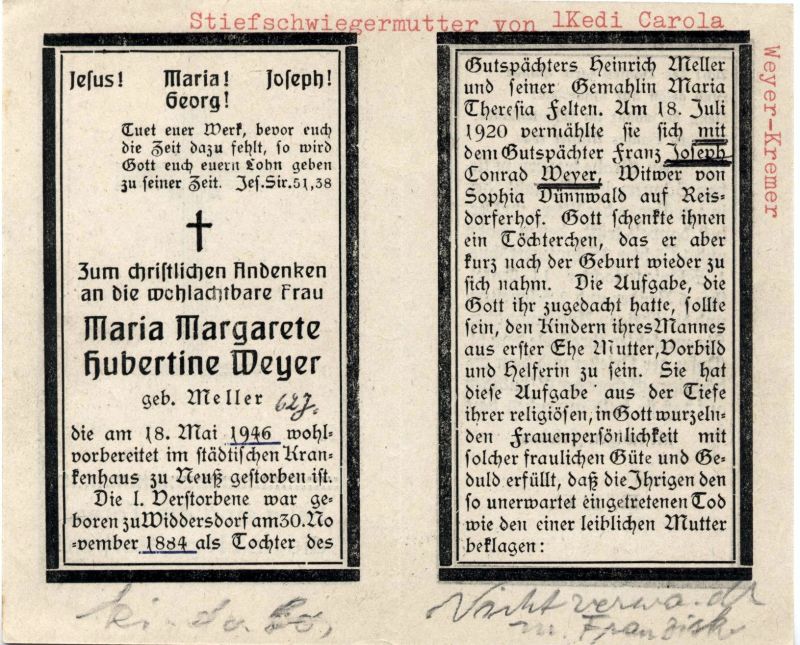 Stiefschwiegermutter von 1Kedi Carola
Weyer-Kremer
Jesus! Maria! Joseph!
Georg!
Tuet euer Werk, bevor euch
die Zeit dazu fehlt, so wird
Gott euch euern Lohn geben
zu seiner Zeit. Jes. Sir. 51,38
Zum christlichen Andenken
an die wohlachtbare Frau
Maria Margarete
Hubertine Weyer
geb. Meller 62J.
die am 18. Mai 1946 wohl-
vorbereitet im städtischen Kran-
kenhaus zu Neuß gestorben ist.
Die l. Verstorbene war ge-
boren zu Widdersdorf am 30. No-
vember 1884 als Tochter des
Gutspächters Heinrich Meller
und seiner Gemahlin Maria
Theresia Felten. Am 18. Juli
1920 vermählte sie sich mit
dem Gutspächter Franz Joseph
Conrad Weyer, Witwer von
Sophia Dünnwald auf Reis-
dorferhof. Gott schenkte ihnen
ein Töchterchen, das er aber
kurz nach der Geburt wieder zu
sich nahm. Die Aufgabe, die
Gott ihr zugedacht hatte, sollte
sein, den Kindern ihres Mannes
aus erster Ehe Mutter, Vorbild
und Helferin zu sein. Sie hat
diese Aufgabe aus der Tiefe
ihrer religiösen, in Gott wurzeln-
den Frauenpersönlichkeit mit
solcher fraulichen Güte und Ge-
duld erfüllt, daß die Ihrigen den
so unerwartet eingetretenen Tod
wie den einer leiblichen Mutter
beklagen:
Nicht verwandt
m. Franzisk